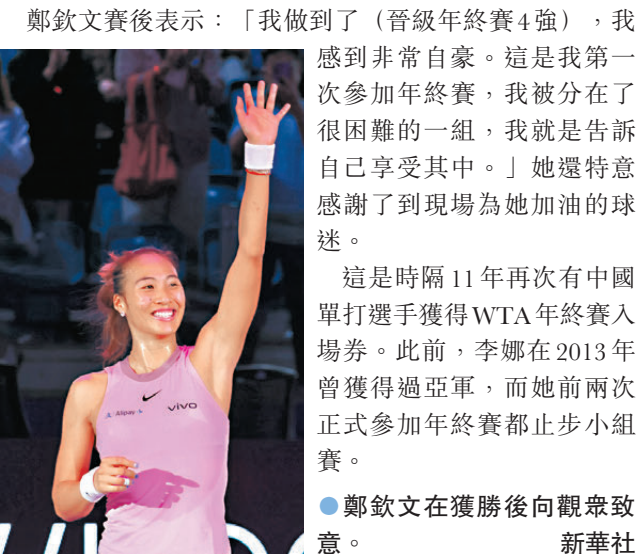 鄭欽文賽後表示：「我做到了（晉級年終賽4強），我
感到非常自豪。這是我第一
次參加年終賽，我被分在了
很困難的一組，我就是告訴
自己享受其中。」她還特意
感謝了到現場為她加油的球
迷。
這是時隔11年再次有中國
單打選手獲得WTA年終賽入
場券。此前，李娜在2013年
曾獲得過亞軍，而她前兩次
正式參加年終賽都止步小組
賽。
●鄭欽文在獲勝後向觀眾致
意。 新華社
Alipay
vivo